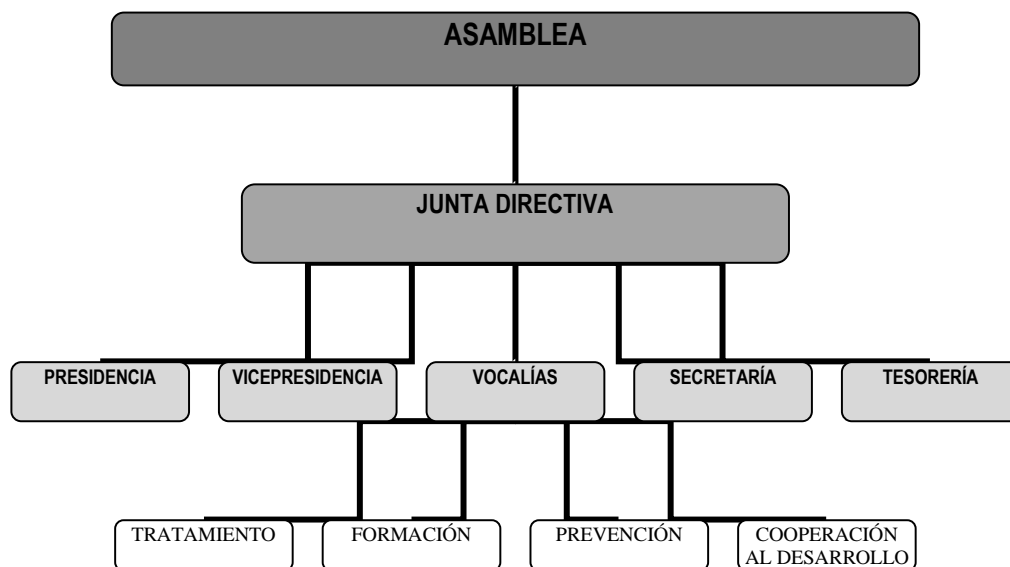 ASAMBLEA
JUNTA DIRECTIVA
PRESIDENCIA
VICEPRESIDENCIA
VOCALÍAS
SECRETARÍA
TESORERÍA
TRATAMIENTO
FORMACIÓN
PREVENCIÓN
COOPERACIÓN
AL DESARROLLO